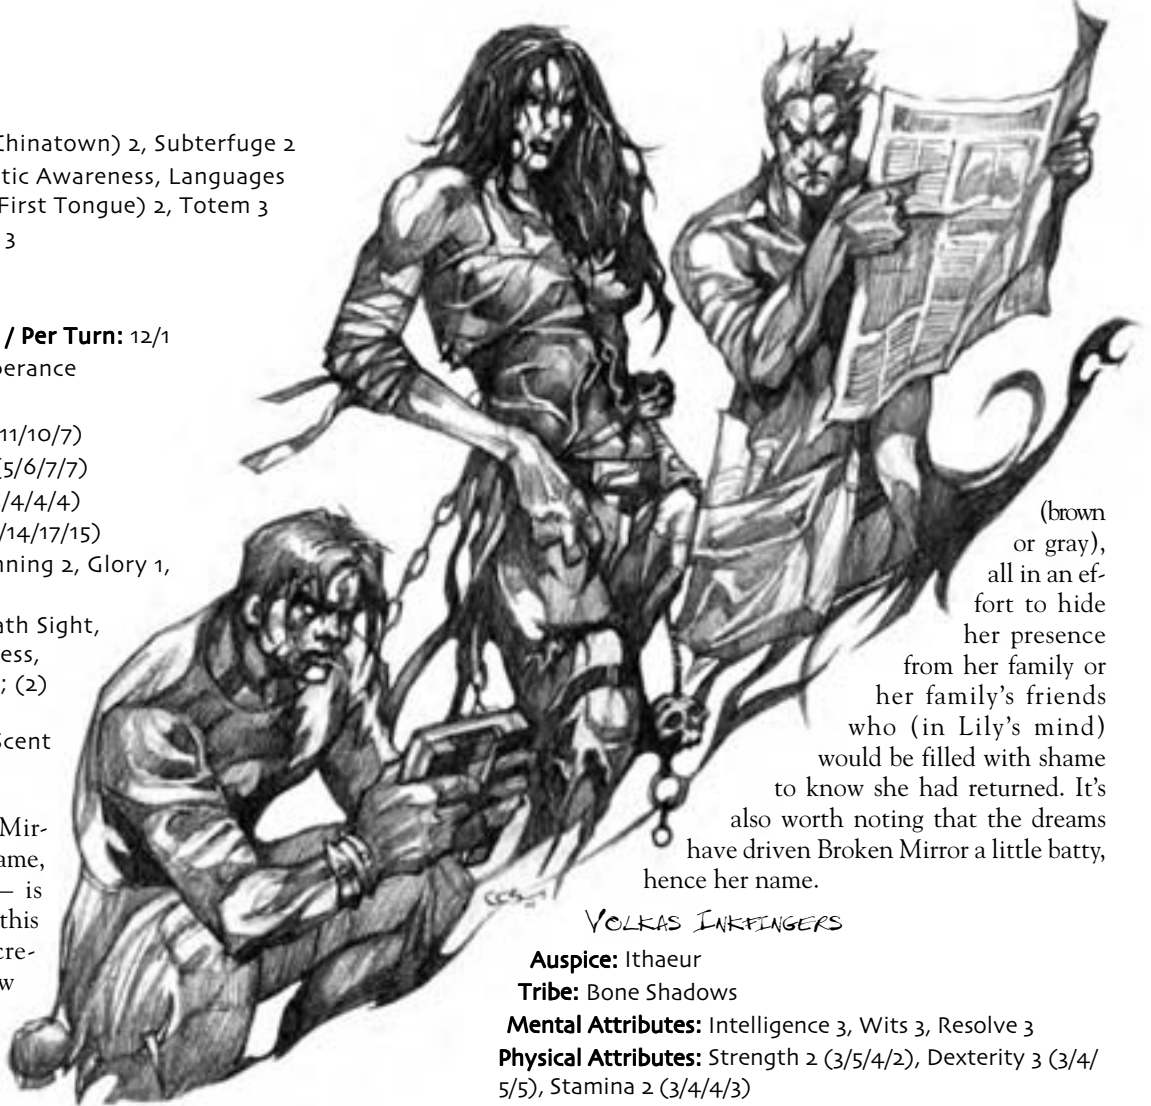 Chinatown) 2, Subterfuge 2
tic Awareness, Languages
First Tongue) 2, Totem 3
3
/ Per Turn: 12/1
perance
11/10/7)
(5/6/7/7)
/4/4/4)
/14/17/15)
nning 2, Glory 1,
ath Sight,
ess,
; (2)
Scent
Mir-
ame,
– is
this
cre-
w
(brown
or gray),
all in an ef-
fort to hide
her presence
from her family or
her family's friends
who (in Lily's mind)
would be filled with shame
to know she had returned. It's
also worth noting that the dreams
have driven Broken Mirror a little batty,
hence her name.
Volkas Inkfingers
Auspice: Ithaeur
Tribe: Bone Shadows
Mental Attributes: Intelligence 3, Wits 3, Resolve 3
Physical Attributes: Strength 2 (3/5/4/2), Dexterity 3 (3/4/
5/5), Stamina 2 (3/4/4/3)